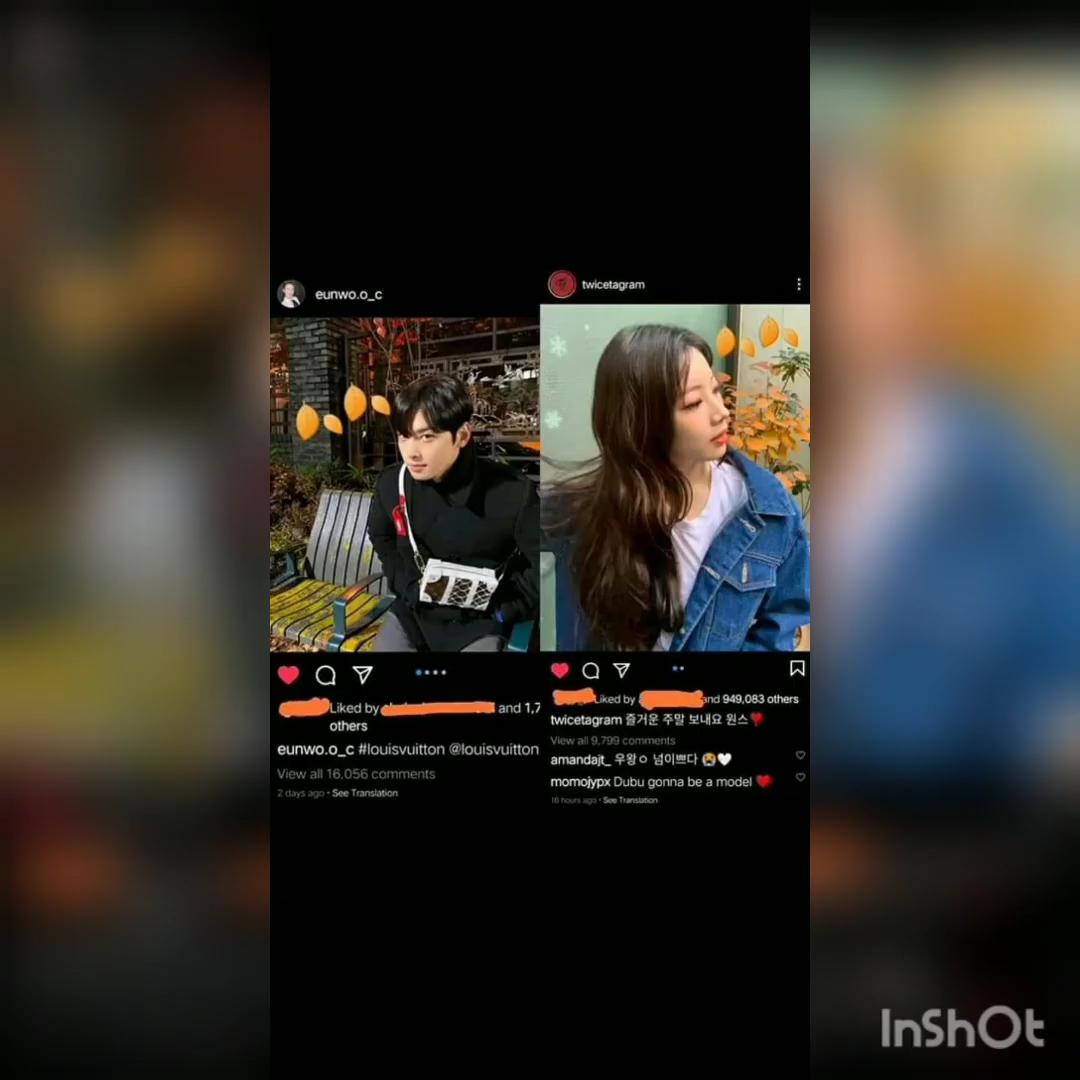 eunwo.o_c
Liked by and 1,7
others
eunwo.o_c #louisvuitton @louisvuitton
View all 16,056 comments
2 days ago • See Translation
twicetagram
Liked by and 949,083 others
twicetagram 즐거운 주말 보내요 원스❣️
View all 9,799 comments
amandajt_ 우왕ㅇ 넘이쁘다 😭🤍
momojypx Dubu gonna be a model ❤️
16 hours ago • See Translation
InShOt